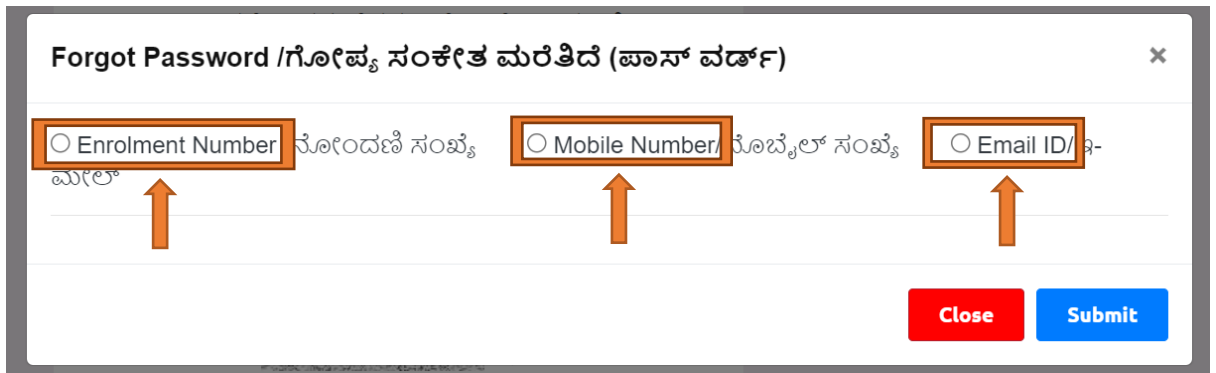 Forgot Password /ಗೋಪ್ಯ ಸಂಕೇತ ಮರೆತಿದೆ (ಪಾಸ್ ವರ್ಡ್) ×
Enrolment Number ನೋಂದಣಿ ಸಂಖ್ಯೆ Mobile Number/ ಮೊಬೈಲ್ ಸಂಖ್ಯೆ Email ID/ ಇ-
ಮೇಲ್
Close Submit